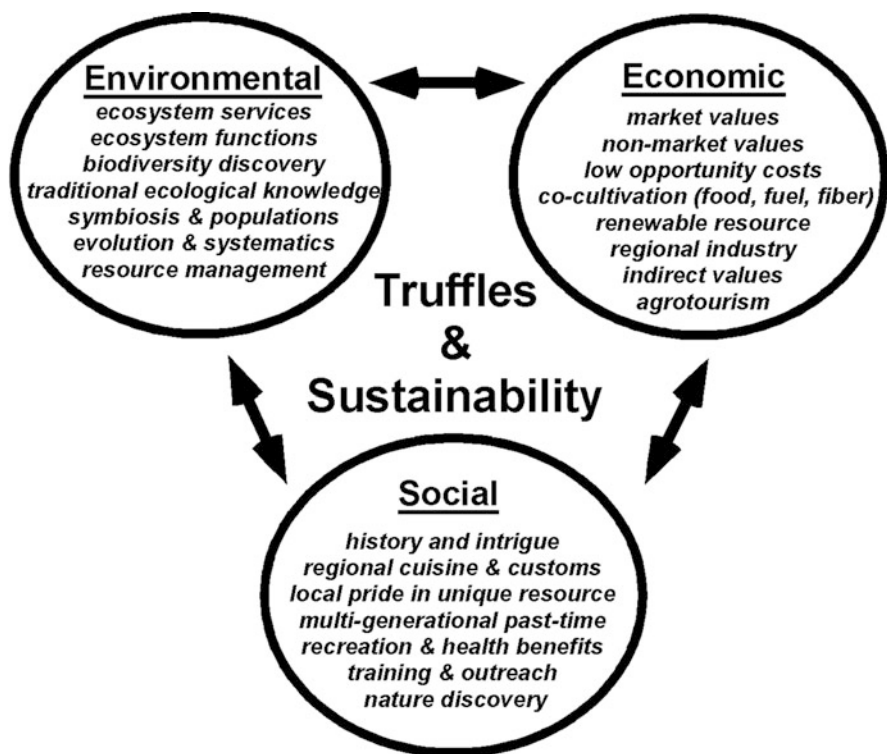 Environmental
ecosystem services
ecosystem functions
biodiversity discovery
traditional ecological knowledge
symbiosis & populations
evolution & systematics
resource management
Economic
market values
non-market values
low opportunity costs
co-cultivation (food, fuel, fiber)
renewable resource
regional industry
indirect values
agrotourism
Truffles
&
Sustainability
Social
history and intrigue
regional cuisine & customs
local pride in unique resource
multi-generational past-time
recreation & health benefits
training & outreach
nature discovery